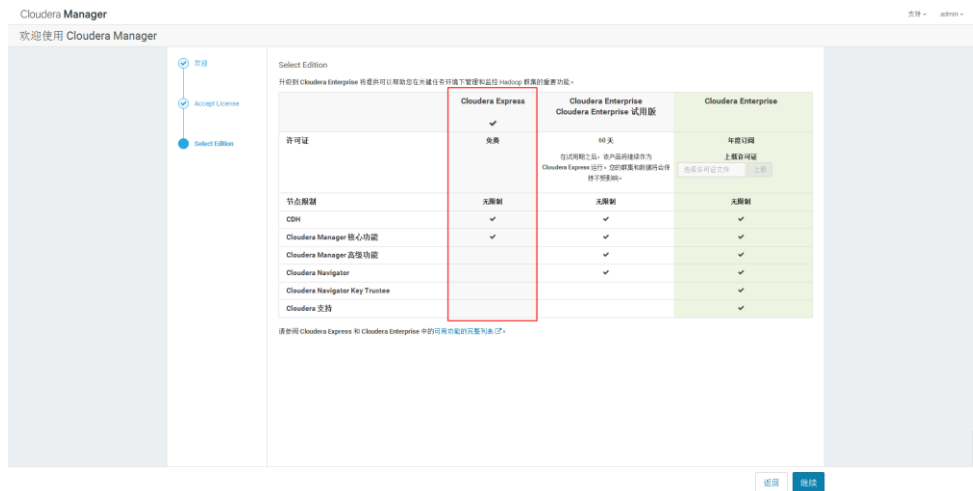 Cloudera Manager
支持
admin
欢迎使用 Cloudera Manager
欢迎
Accept License
Select Edition
Select Edition
升级到 Cloudera Enterprise 将提供可以帮助您在关键任务环境下管理和监控 Hadoop 群集的重要功能。
Cloudera Express
Cloudera Enterprise
Cloudera Enterprise 试用版
Cloudera Enterprise
许可证
免费
60 天
在试用期之后，该产品将继续作为
Cloudera Express 运行。您的群集和数据将会保
持不受影响。
年度订阅
上载许可证
选择许可证文件
上载
节点限制
无限制
无限制
无限制
CDH
Cloudera Manager 核心功能
Cloudera Manager 高级功能
Cloudera Navigator
Cloudera Navigator Key Trustee
Cloudera 支持
请参阅 Cloudera Express 和 Cloudera Enterprise 中的可用功能的完整列表。
返回
继续